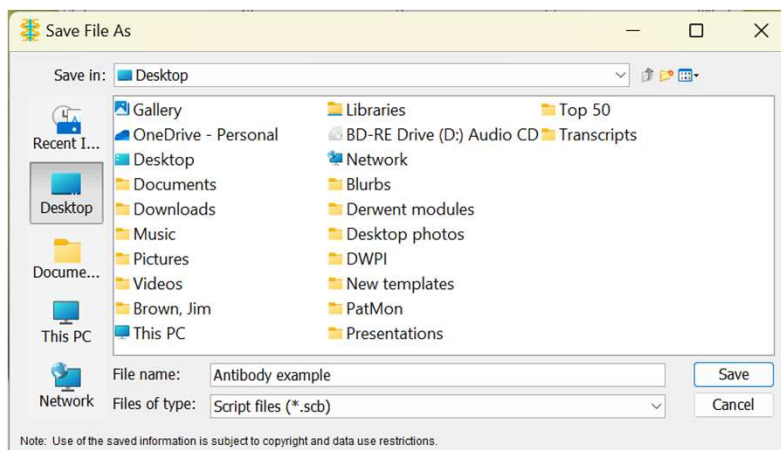 Save File As
Save in: Desktop
Recent I...
Desktop
Docume...
This PC
Network
Gallery
OneDrive - Personal
Desktop
Documents
Downloads
Music
Pictures
Videos
Brown, Jim
This PC
Libraries
BD-RE Drive (D:) Audio CD
Network
Blurbs
Derwent modules
Desktop photos
DWPI
New templates
PatMon
Presentations
Top 50
Transcripts
File name: Antibody example
Save
Files of type: Script files (*.scb)
Cancel
Note: Use of the saved information is subject to copyright and data use restrictions.